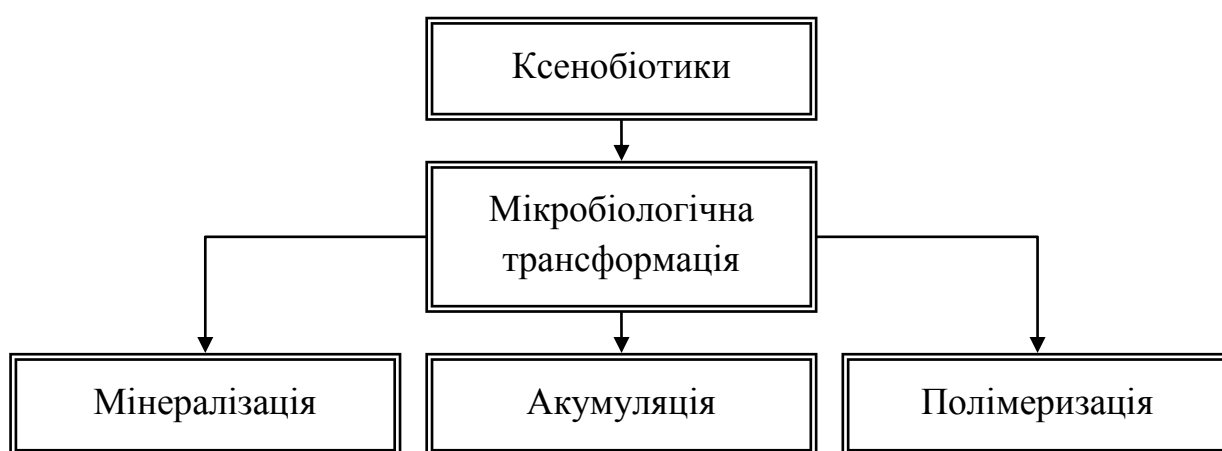 Ксенобіотики
Мікробіологічна
трансформація
Мінералізація
Акумуляція
Полімеризація